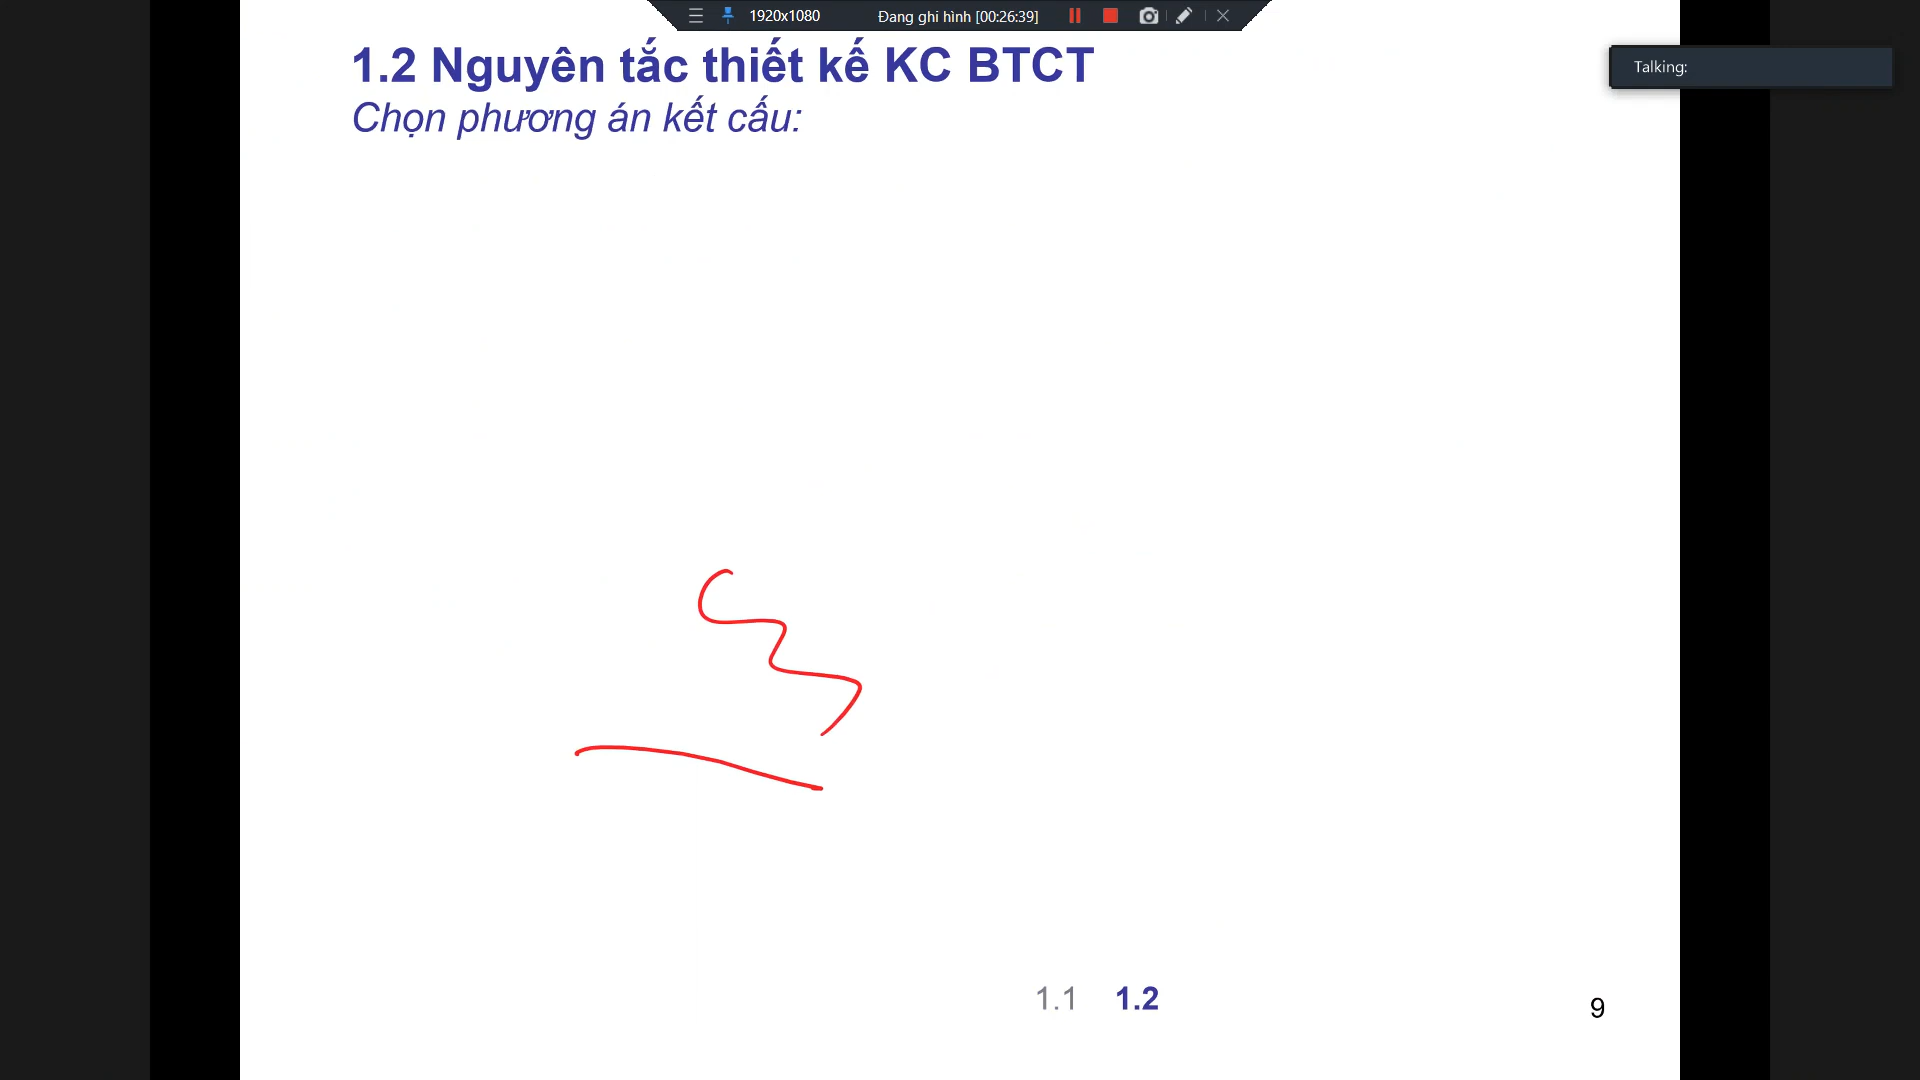 1920x1080 Đang ghi hình [00:26:39]
1.2 Nguyên tắc thiết kế KC BTCT
Talking:
Chọn phương án kết cấu:
1.1 1.2
9